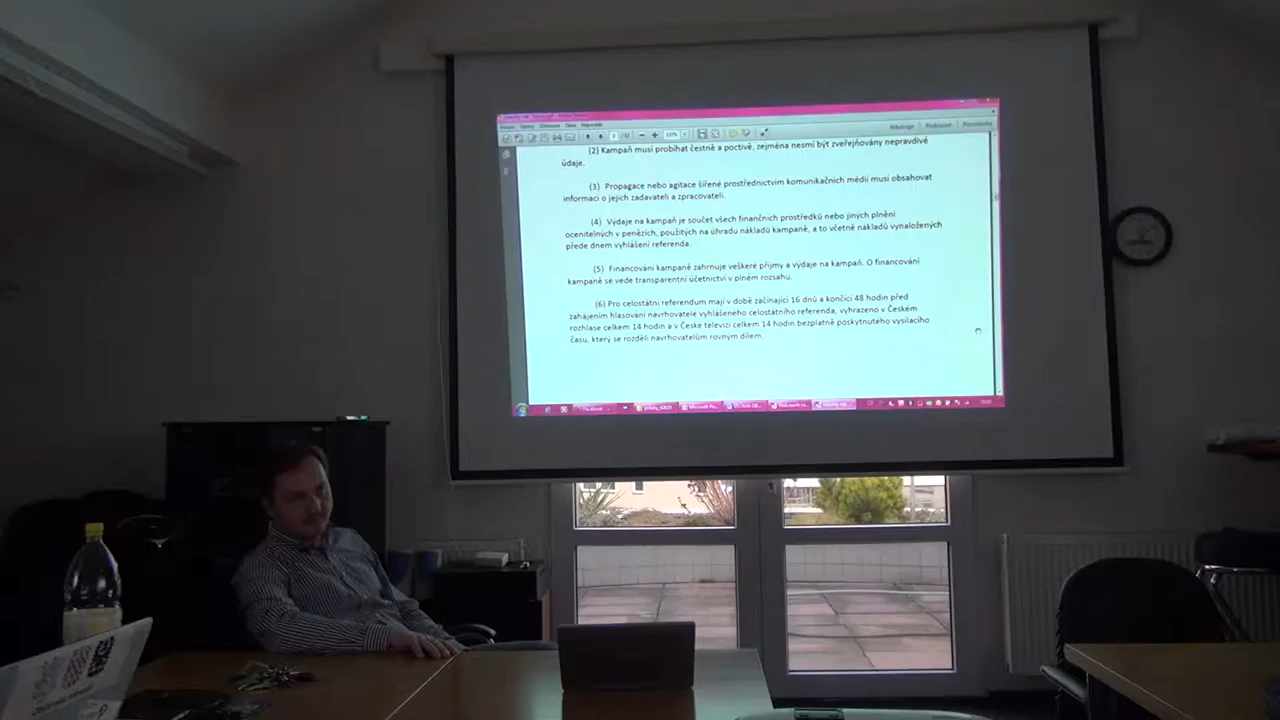 Nástroje Podepsat Poznámka
(2) Kampaň musí probíhat čestně a poctivě, zejména nesmí být zveřejňovány nepravdivé
údaje.
(3) Propagace nebo agitace šířené prostřednictvím komunikačních médií musí obsahovat
informaci o jejich zadavateli a zpracovateli.
(4) Výdaje na kampaň je součet všech finančních prostředků nebo jiných plnění
ocenitelných v penězích, použitých na úhradu nákladů kampaně, a to včetně nákladů vynaložených
přede dnem vyhlášení referenda.
(5) Financování kampaně zahrnuje veškeré příjmy a výdaje na kampaň. O financování
kampaně se vede transparentní účetnictví v plném rozsahu.
(6) Pro celostátní referendum mají v době začínající 16 dnů a končící 48 hodin před
zahájením hlasování navrhovatelé vyhlášeného celostátního referenda, vyhrazeno v Českém
rozhlase celkem 14 hodin a v České televizi celkem 14 hodin bezplatně poskytnutého vysílacího
času, který se rozdělí navrhovatelům rovným dílem.
Facebook